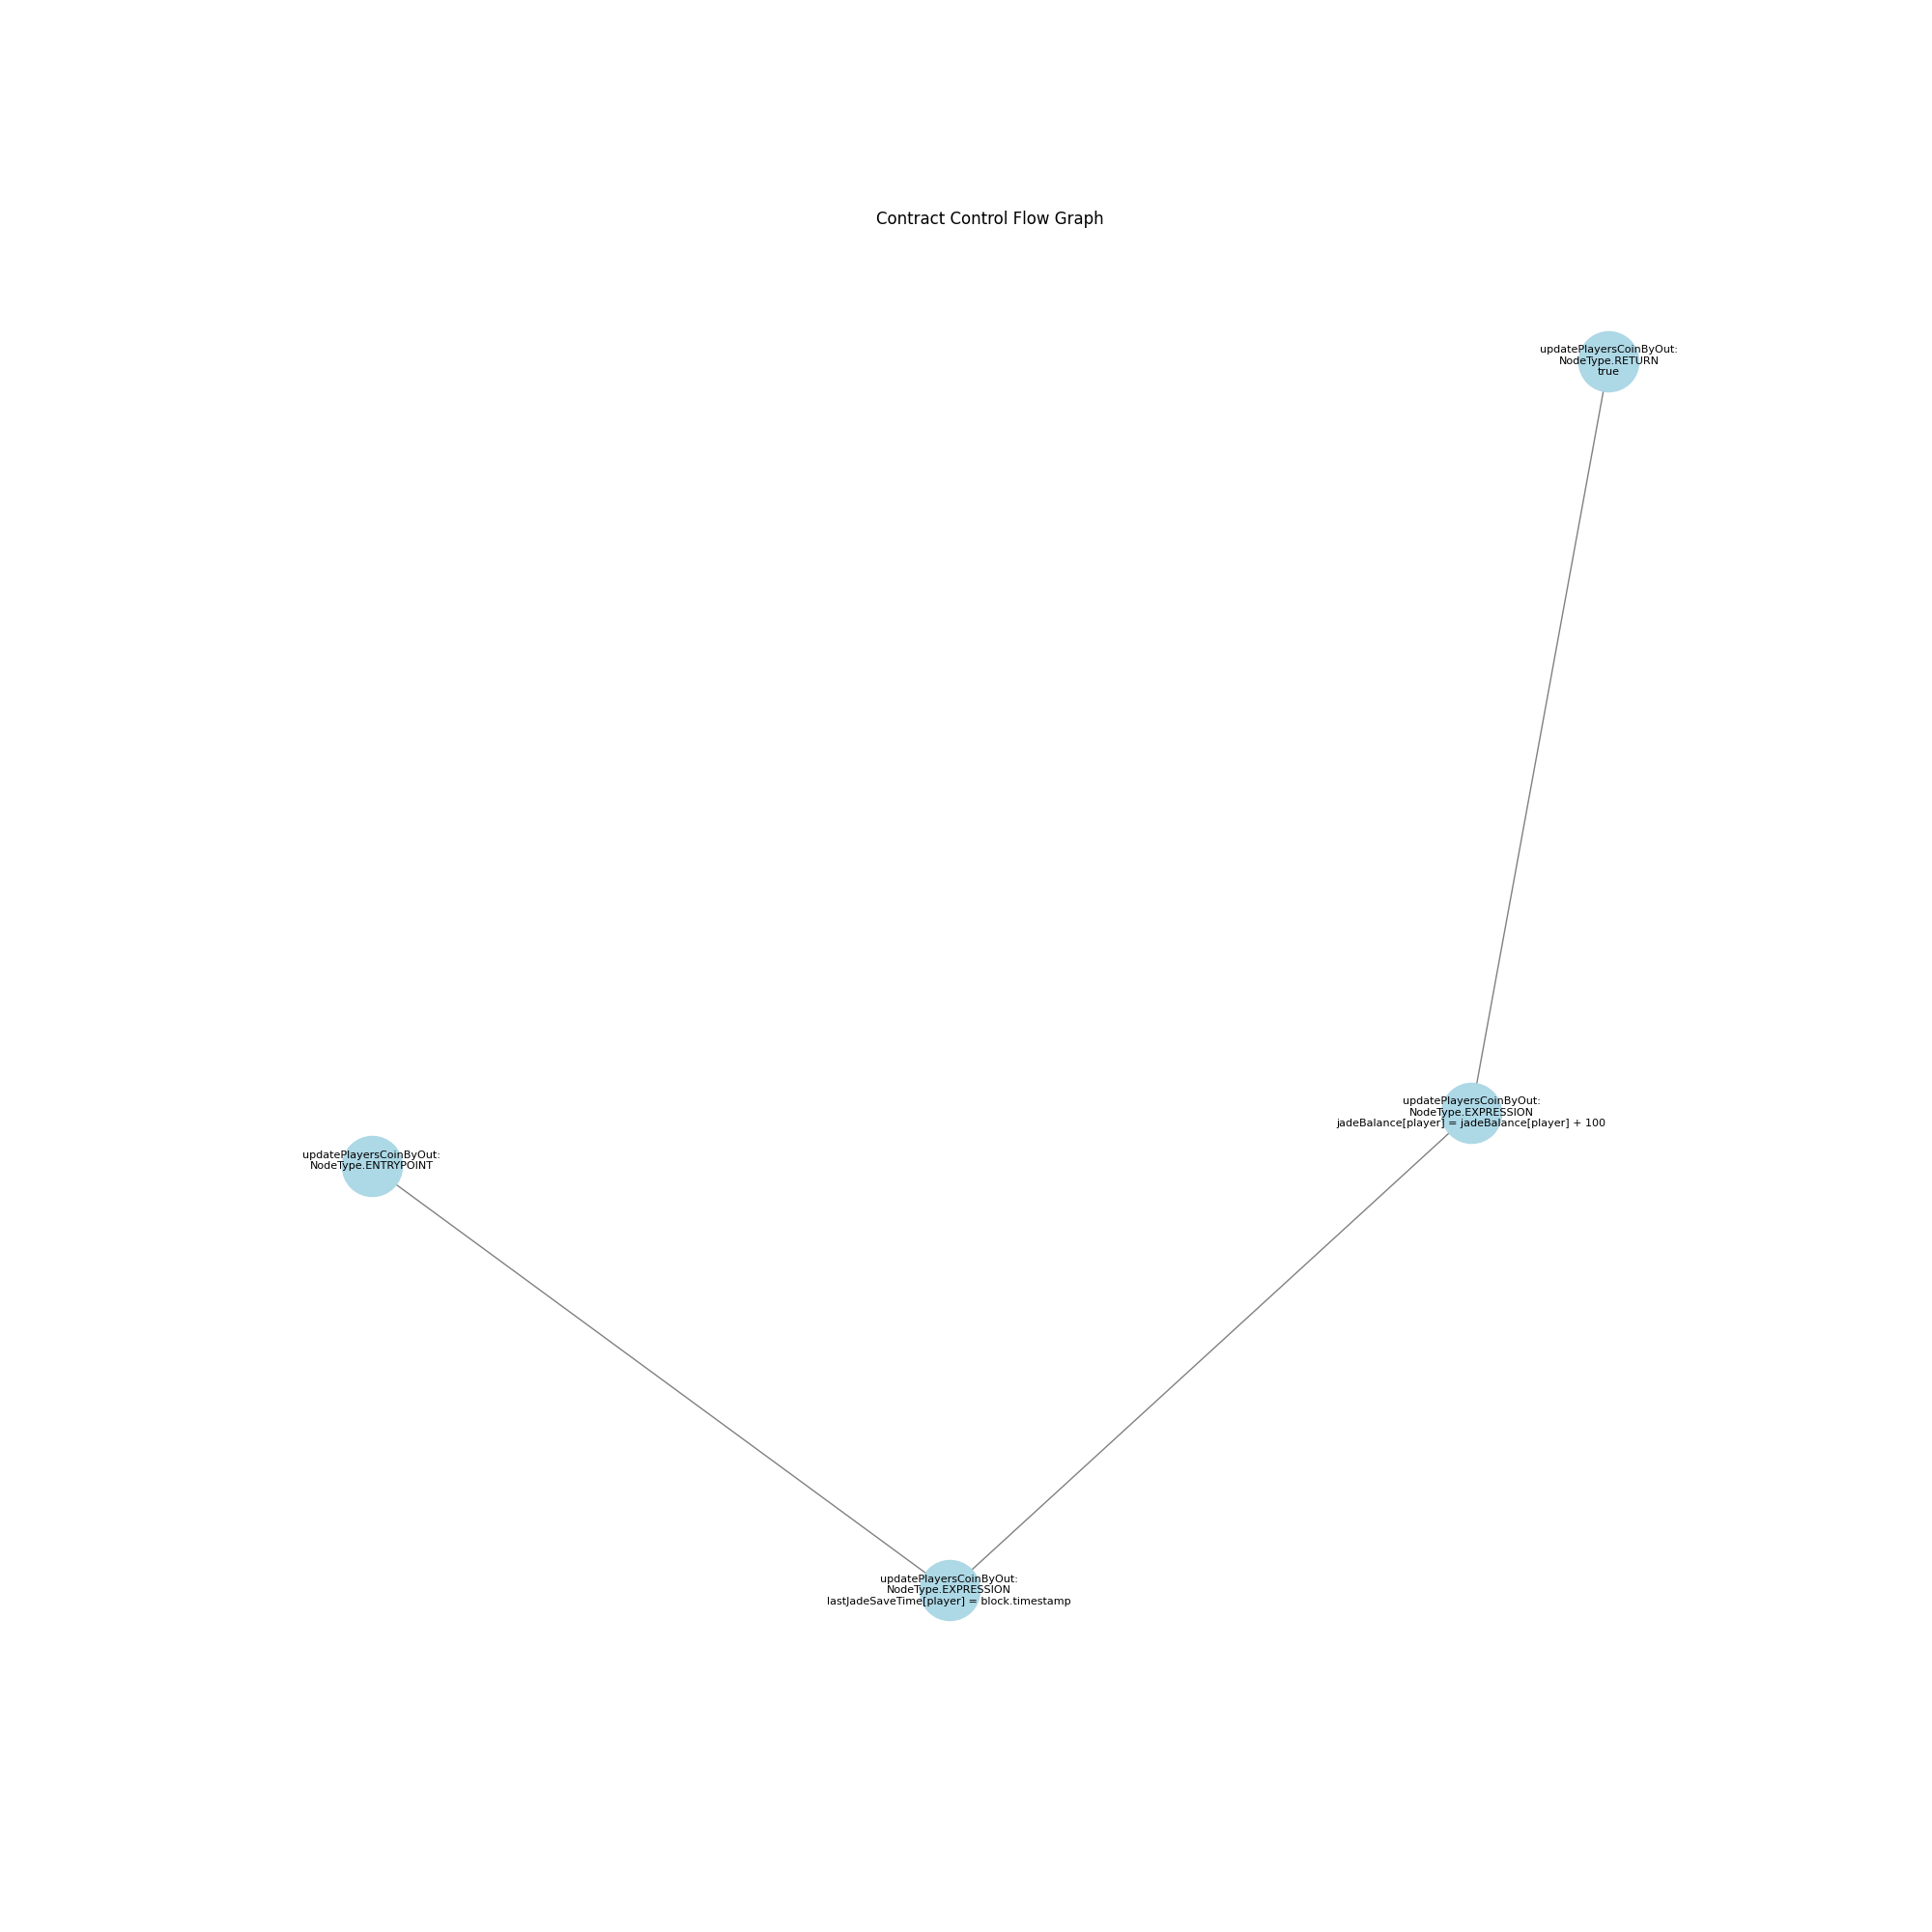 Contract Control Flow Graph
updatePlayersCoinByOut:
NodeType.RETURN
true
updatePlayersCoinByOut:
NodeType.EXPRESSION
jadeBalance[player] = jadeBalance[player] + 100
updatePlayersCoinByOut:
NodeType.ENTRYPOINT
updatePlayersCoinByOut:
NodeType.EXPRESSION
lastJadeSaveTime[player] = block.timestamp